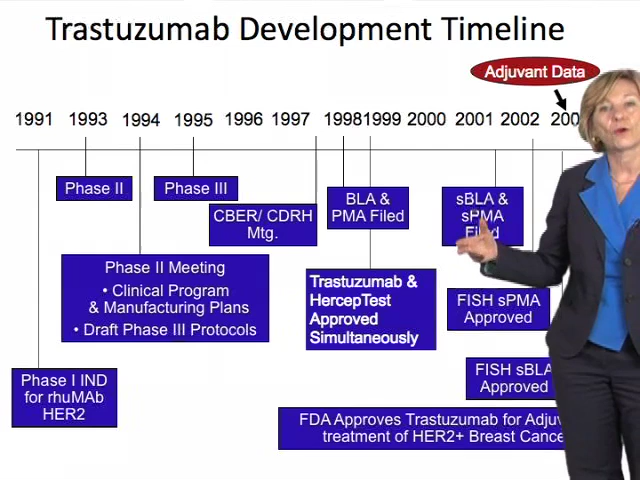 Trastuzumab Development Timeline
Adjuvant Data
1991 1993 1994 1995 1996 1997 1998 1999 2000 2001 2002
Phase II
Phase III
CBER/ CDRH
Mtg.
BLA &
PMA Filed
sBLA &
sPMA
Filed
Phase II Meeting
• Clinical Program
& Manufacturing Plans
• Draft Phase III Protocols
Trastuzumab &
HercepTest
Approved
Simultaneously
FISH sPMA
Approved
Phase I IND
for rhuMAb
HER2
FISH sBLA
Approved
FDA Approves Trastuzumab for
treatment of HER2+ Breast